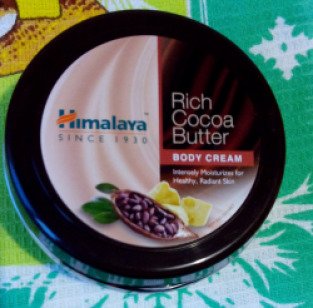 Himalaya
SINCE 1930
Rich
Cocoa
Butter
BODY CREAM
Intensely Moisturizes for
Healthy, Radiant Skin